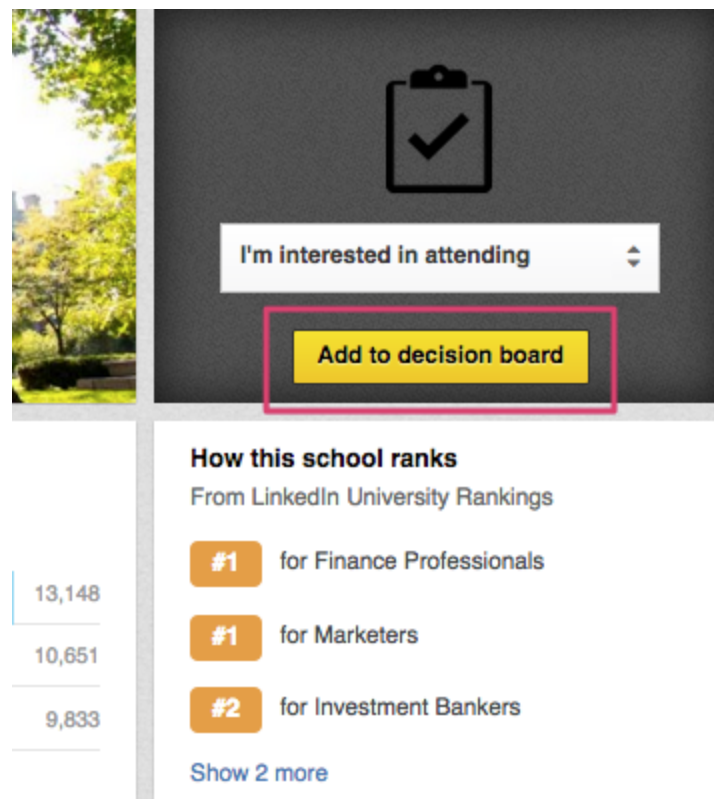 I'm interested in attending
Add to decision board
How this school ranks
From LinkedIn University Rankings
#1 for Finance Professionals
#1 for Marketers
#2 for Investment Bankers
Show 2 more
13,148
10,651
9,833